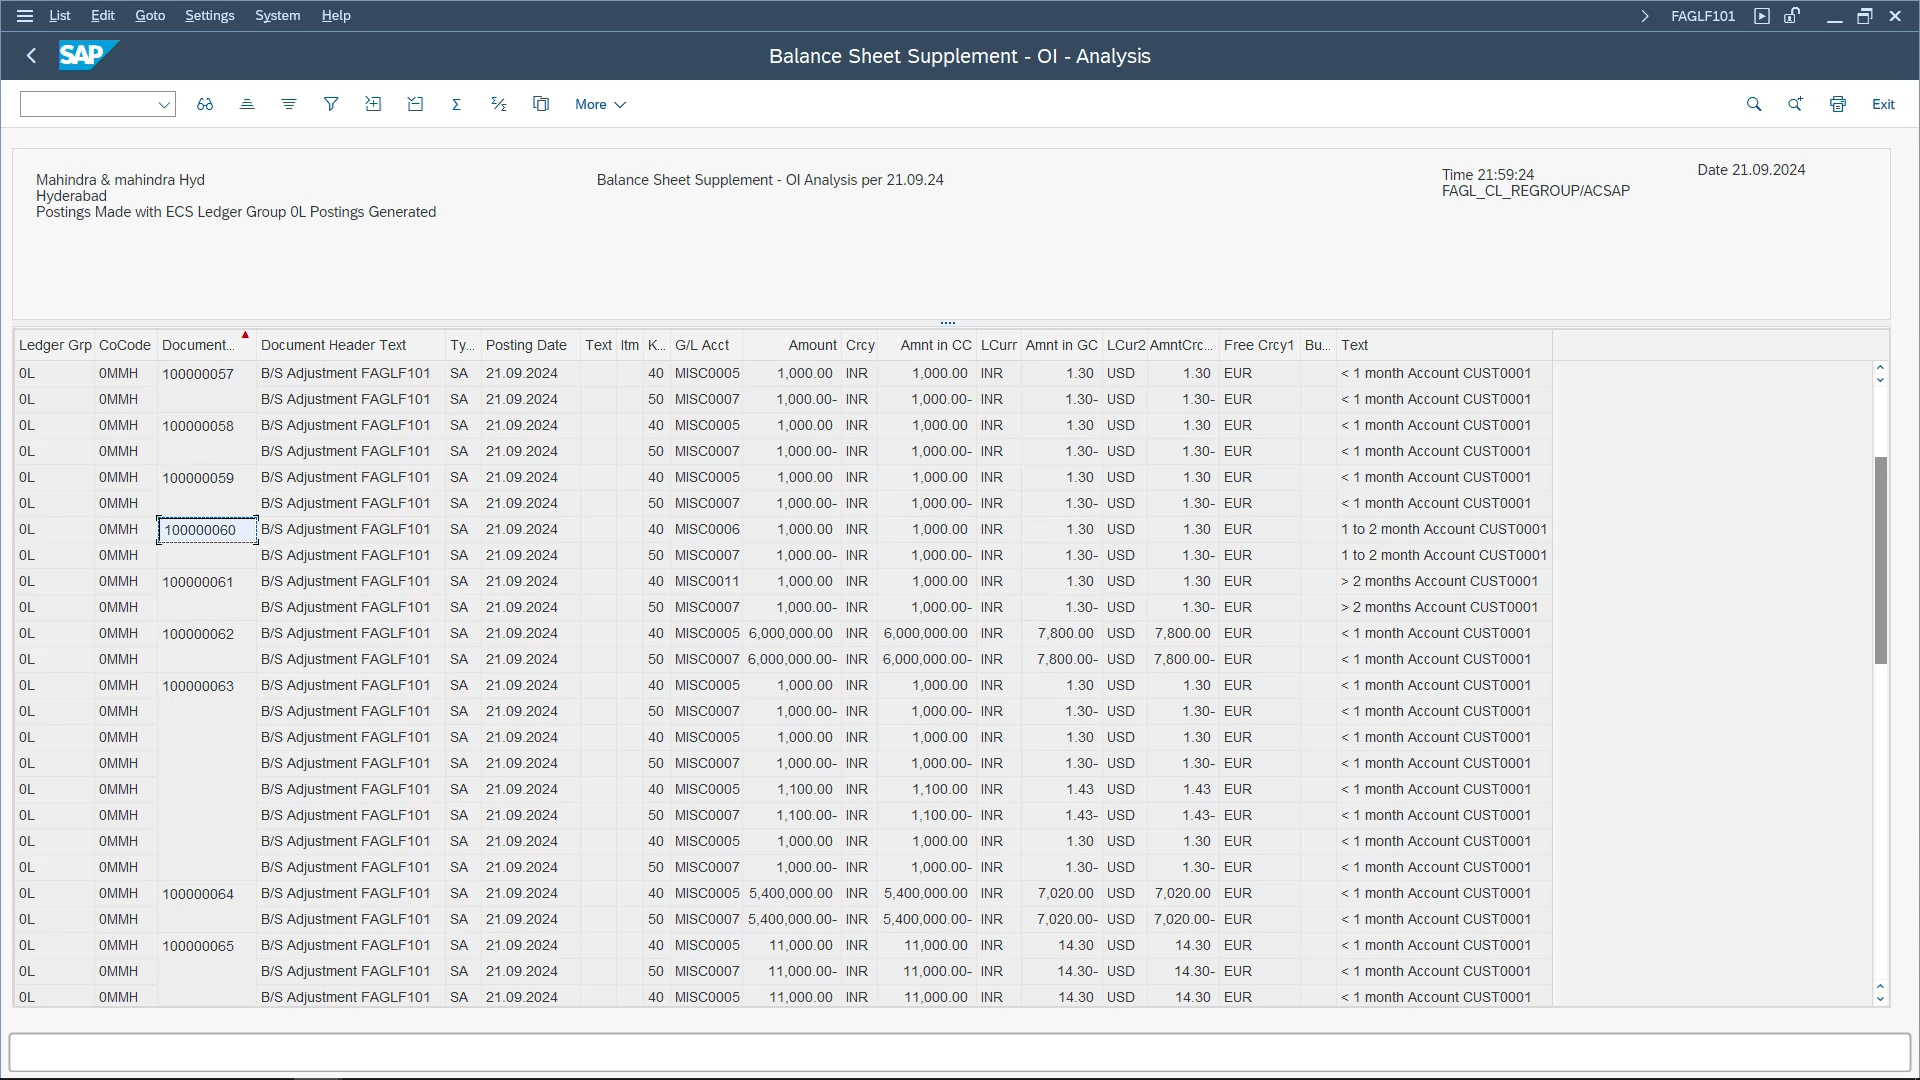 List Edit Goto Settings System Help FAGLF101
SAP Balance Sheet Supplement - OI - Analysis
More Exit
Mahindra & mahindra Hyd
Hyderabad
Postings Made with ECS Ledger Group 0L Postings Generated
Balance Sheet Supplement - OI Analysis per 21.09.24
Time 21:59:24
FAGL_CL_REGROUP/ACSAP
Date 21.09.2024
Ledger Grp CoCode Document... Document Header Text Ty... Posting Date Text Itm K... G/L Acct Amount Crcy Amnt in CC LCurr Amnt in GC LCur2 AmntCrc... Free Crcy1 Bu... Text
0L 0MMH 100000057 B/S Adjustment FAGLF101 SA 21.09.2024 40 MISC0005 1,000.00 INR 1,000.00 INR 1.30 USD 1.30 EUR < 1 month Account CUST0001
0L 0MMH B/S Adjustment FAGLF101 SA 21.09.2024 50 MISC0007 1,000.00- INR 1,000.00- INR 1.30- USD 1.30- EUR < 1 month Account CUST0001
0L 0MMH 100000058 B/S Adjustment FAGLF101 SA 21.09.2024 40 MISC0005 1,000.00 INR 1,000.00 INR 1.30 USD 1.30 EUR < 1 month Account CUST0001
0L 0MMH B/S Adjustment FAGLF101 SA 21.09.2024 50 MISC0007 1,000.00- INR 1,000.00- INR 1.30- USD 1.30- EUR < 1 month Account CUST0001
0L 0MMH 100000059 B/S Adjustment FAGLF101 SA 21.09.2024 40 MISC0005 1,000.00 INR 1,000.00 INR 1.30 USD 1.30 EUR < 1 month Account CUST0001
0L 0MMH B/S Adjustment FAGLF101 SA 21.09.2024 50 MISC0007 1,000.00- INR 1,000.00- INR 1.30- USD 1.30- EUR < 1 month Account CUST0001
0L 0MMH 100000060 B/S Adjustment FAGLF101 SA 21.09.2024 40 MISC0006 1,000.00 INR 1,000.00 INR 1.30 USD 1.30 EUR 1 to 2 month Account CUST0001
0L 0MMH B/S Adjustment FAGLF101 SA 21.09.2024 50 MISC0007 1,000.00- INR 1,000.00- INR 1.30- USD 1.30- EUR 1 to 2 month Account CUST0001
0L 0MMH 100000061 B/S Adjustment FAGLF101 SA 21.09.2024 40 MISC0011 1,000.00 INR 1,000.00 INR 1.30 USD 1.30 EUR > 2 months Account CUST0001
0L 0MMH B/S Adjustment FAGLF101 SA 21.09.2024 50 MISC0007 1,000.00- INR 1,000.00- INR 1.30- USD 1.30- EUR > 2 months Account CUST0001
0L 0MMH 100000062 B/S Adjustment FAGLF101 SA 21.09.2024 40 MISC0005 6,000,000.00 INR 6,000,000.00 INR 7,800.00 USD 7,800.00 EUR < 1 month Account CUST0001
0L 0MMH B/S Adjustment FAGLF101 SA 21.09.2024 50 MISC0007 6,000,000.00- INR 6,000,000.00- INR 7,800.00- USD 7,800.00- EUR < 1 month Account CUST0001
0L 0MMH 100000063 B/S Adjustment FAGLF101 SA 21.09.2024 40 MISC0005 1,000.00 INR 1,000.00 INR 1.30 USD 1.30 EUR < 1 month Account CUST0001
0L 0MMH B/S Adjustment FAGLF101 SA 21.09.2024 50 MISC0007 1,000.00- INR 1,000.00- INR 1.30- USD 1.30- EUR < 1 month Account CUST0001
0L 0MMH B/S Adjustment FAGLF101 SA 21.09.2024 40 MISC0005 1,000.00 INR 1,000.00 INR 1.30 USD 1.30 EUR < 1 month Account CUST0001
0L 0MMH B/S Adjustment FAGLF101 SA 21.09.2024 50 MISC0007 1,000.00- INR 1,000.00- INR 1.30- USD 1.30- EUR < 1 month Account CUST0001
0L 0MMH B/S Adjustment FAGLF101 SA 21.09.2024 40 MISC0005 1,100.00 INR 1,100.00 INR 1.43 USD 1.43 EUR < 1 month Account CUST0001
0L 0MMH B/S Adjustment FAGLF101 SA 21.09.2024 50 MISC0007 1,100.00- INR 1,100.00- INR 1.43- USD 1.43- EUR < 1 month Account CUST0001
0L 0MMH B/S Adjustment FAGLF101 SA 21.09.2024 40 MISC0005 1,000.00 INR 1,000.00 INR 1.30 USD 1.30 EUR < 1 month Account CUST0001
0L 0MMH B/S Adjustment FAGLF101 SA 21.09.2024 50 MISC0007 1,000.00- INR 1,000.00- INR 1.30- USD 1.30- EUR < 1 month Account CUST0001
0L 0MMH 100000064 B/S Adjustment FAGLF101 SA 21.09.2024 40 MISC0005 5,400,000.00 INR 5,400,000.00 INR 7,020.00 USD 7,020.00 EUR < 1 month Account CUST0001
0L 0MMH B/S Adjustment FAGLF101 SA 21.09.2024 50 MISC0007 5,400,000.00- INR 5,400,000.00- INR 7,020.00- USD 7,020.00- EUR < 1 month Account CUST0001
0L 0MMH 100000065 B/S Adjustment FAGLF101 SA 21.09.2024 40 MISC0005 11,000.00 INR 11,000.00 INR 14.30 USD 14.30 EUR < 1 month Account CUST0001
0L 0MMH B/S Adjustment FAGLF101 SA 21.09.2024 50 MISC0007 11,000.00- INR 11,000.00- INR 14.30- USD 14.30- EUR < 1 month Account CUST0001
0L 0MMH B/S Adjustment FAGLF101 SA 21.09.2024 40 MISC0005 11,000.00 INR 11,000.00 INR 14.30 USD 14.30 EUR < 1 month Account CUST0001